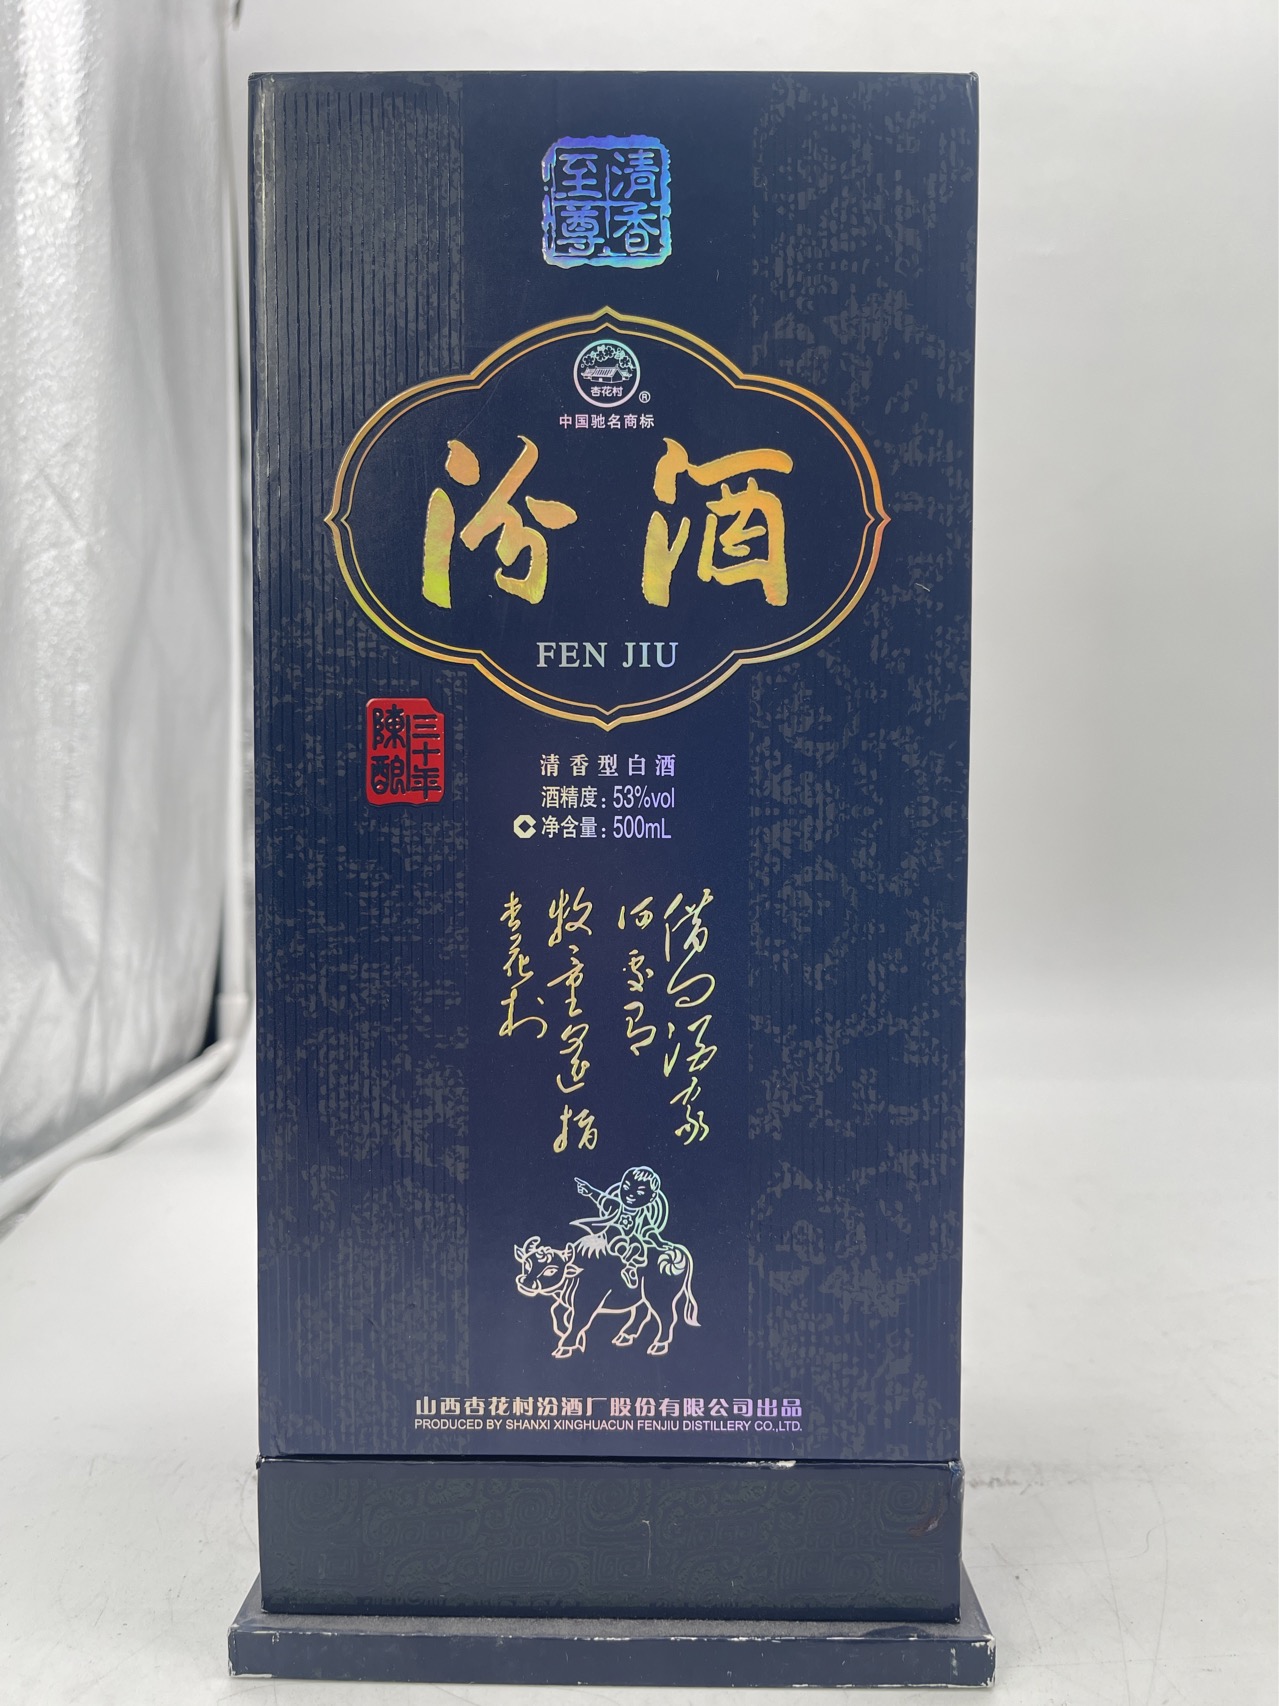 清香
至尊
杏花村®
中国驰名商标
汾酒
FEN JIU
三十年
陳酿
清香型白酒
酒精度：53%vol
净含量：500mL
借问酒家
何处有
牧童遥指
杏花村
山西杏花村汾酒厂股份有限公司出品
PRODUCED BY SHANXI XINGHUACUN FENJIU DISTILLERY CO.,LTD.